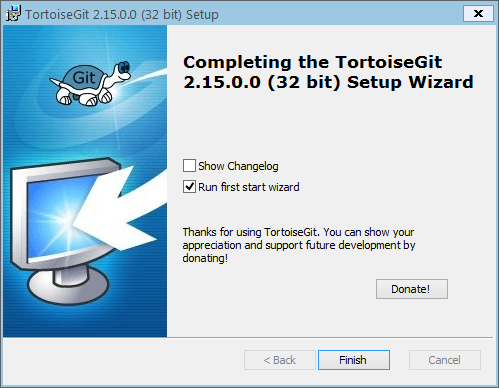 TortoiseGit 2.15.0.0 (32 bit) Setup
Git
Completing the TortoiseGit
2.15.0.0 (32 bit) Setup Wizard
Show Changelog
Run first start wizard
Thanks for using TortoiseGit. You can show your
appreciation and support future development by
donating!
Donate!
< Back
Finish
Cancel